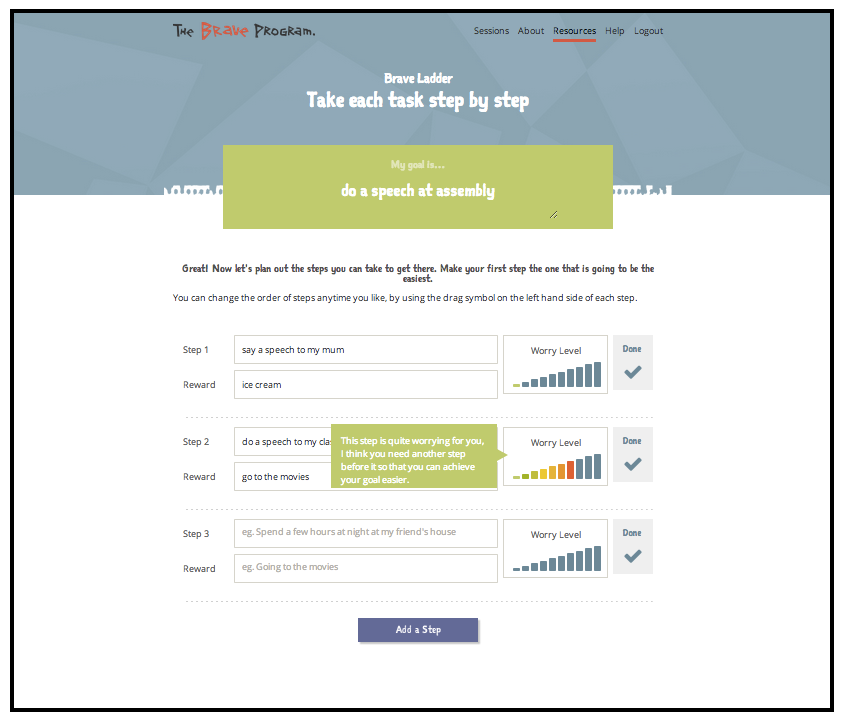 The Brave Program.
Sessions About Resources Help Logout
Brave Ladder
Take each task step by step
My goal is...
do a speech at assembly
Great! Now let's plan out the steps you can take to get there. Make your first step the one that is going to be the
easiest.
You can change the order of steps anytime you like, by using the drag symbol on the left hand side of each step.
Step 1
say a speech to my mum
Worry Level
Done
Reward
ice cream
Step 2
do a speech to my
This step is quite worrying for you,
I think you need another step
before it so that you can achieve
your goal easier.
Worry Level
Done
Reward
go to the movies
Step 3
eg. Spend a few hours at night at my friend's house
Worry Level
Done
Reward
eg. Going to the movies
Add a Step